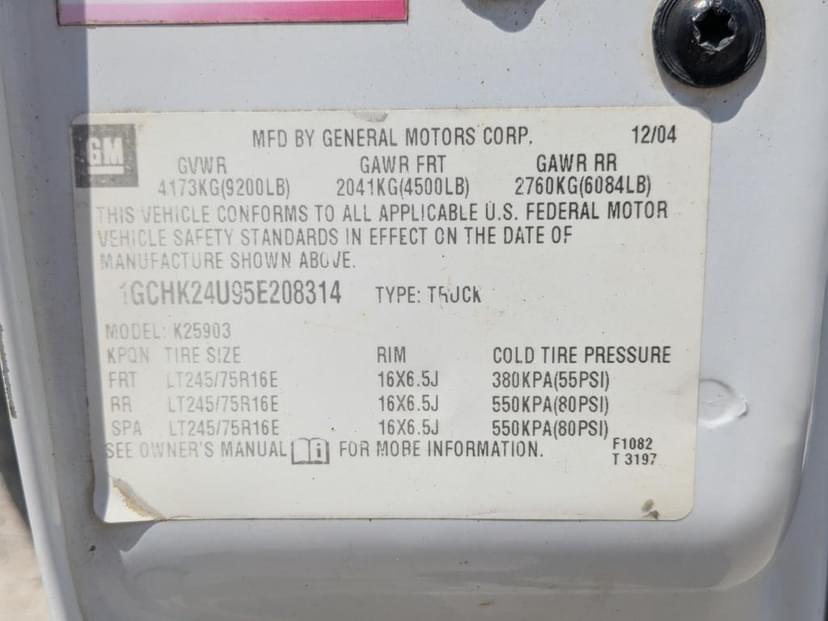 GM
MFD BY GENERAL MOTORS CORP. 12/04
GVWR GAWR FRT GAWR RR
4173KG(9200LB) 2041KG(4500LB) 2760KG(6084LB)
THIS VEHICLE CONFORMS TO ALL APPLICABLE U.S. FEDERAL MOTOR
VEHICLE SAFETY STANDARDS IN EFFECT ON THE DATE OF
MANUFACTURE SHOWN ABOVE.
1GCHK24U95E208314 TYPE: TRUCK
MODEL: K25903
KPQN TIRE SIZE RIM COLD TIRE PRESSURE
FRT LT245/75R16E 16X6.5J 380KPA(55PSI)
RR LT245/75R16E 16X6.5J 550KPA(80PSI)
SPA LT245/75R16E 16X6.5J 550KPA(80PSI)
SEE OWNER'S MANUAL i FOR MORE INFORMATION. F1082
T 3197